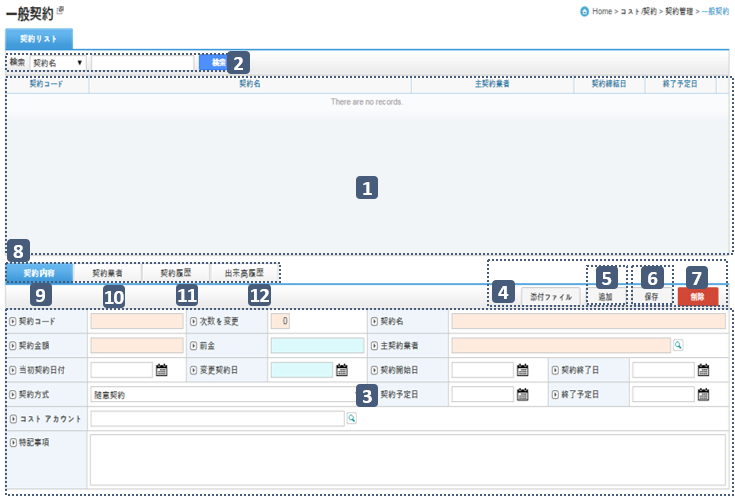 一般契約
Home > コスト/契約 > 契約管理 > 一般契約
契約リスト
検索 契約名 検索 2
契約コード 契約名 主契約業者 契約締結日 終了予定日
There are no records.
1
8
契約内容 契約業者 契約履歴 出来高履歴
9 10 11 12
4 5 6 7
添付ファイル 追加 保存 削除
契約コード 次数を変更 0 契約名
契約金額 前金 主契約業者
当初契約日付 変更契約日 契約開始日 契約終了日
契約方式 随意契約 3 契約予定日 終了予定日
コスト アカウント
特記事項